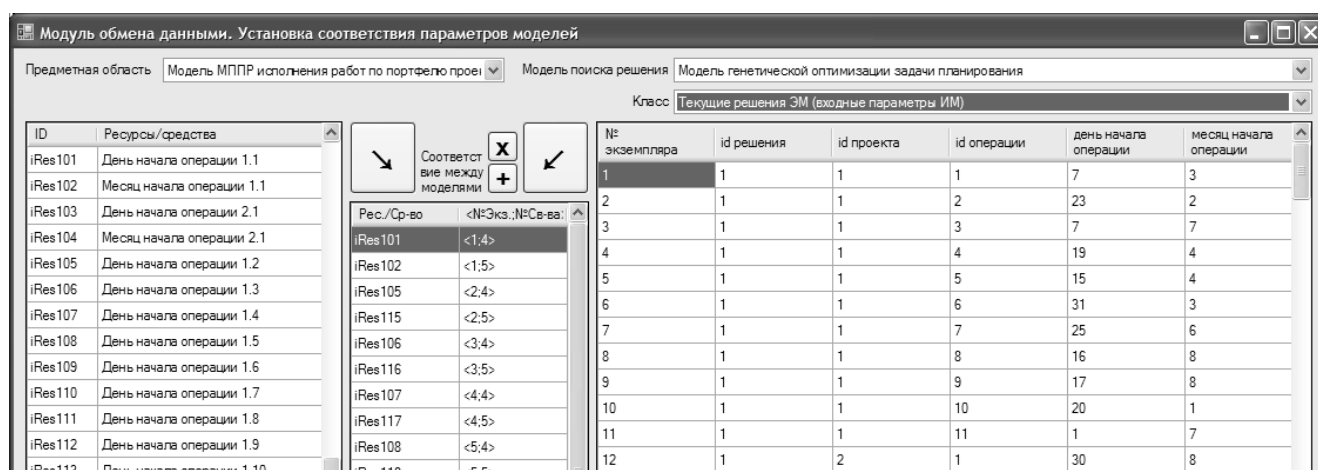 Модуль обмена данными. Установка соответствия параметров моделей
Предметная область Модель МППР исполнения работ по портфелю прое Модель поиска решения Модель генетической оптимизации задачи планирования
Класс Текущие решения ЭМ (входные параметры ИМ)
ID Ресурсы/средства
iRes101 День начала операции 1.1
iRes102 Месяц начала операции 1.1
iRes103 День начала операции 2.1
iRes104 Месяц начала операции 2.1
iRes105 День начала операции 1.2
iRes106 День начала операции 1.3
iRes107 День начала операции 1.4
iRes108 День начала операции 1.5
iRes109 День начала операции 1.6
iRes110 День начала операции 1.7
iRes111 День начала операции 1.8
iRes112 День начала операции 1.9
iRes113 День начала операции 1.10
Соответст
вие между
моделями
X
+
Рес./Ср-во <№Экз.;№Св-ва:
iRes101 <1;4>
iRes102 <1;5>
iRes105 <2;4>
iRes115 <2;5>
iRes106 <3;4>
iRes116 <3;5>
iRes107 <4;4>
iRes117 <4;5>
iRes108 <5;4>
№ экземпляра id решения id проекта id операции день начала операции месяц начала операции
1 1 1 1 7 3
2 1 1 2 23 2
3 1 1 3 7 7
4 1 1 4 19 4
5 1 1 5 15 4
6 1 1 6 31 3
7 1 1 7 25 6
8 1 1 8 16 8
9 1 1 9 17 8
10 1 1 10 20 1
11 1 1 11 1 7
12 1 2 1 30 8